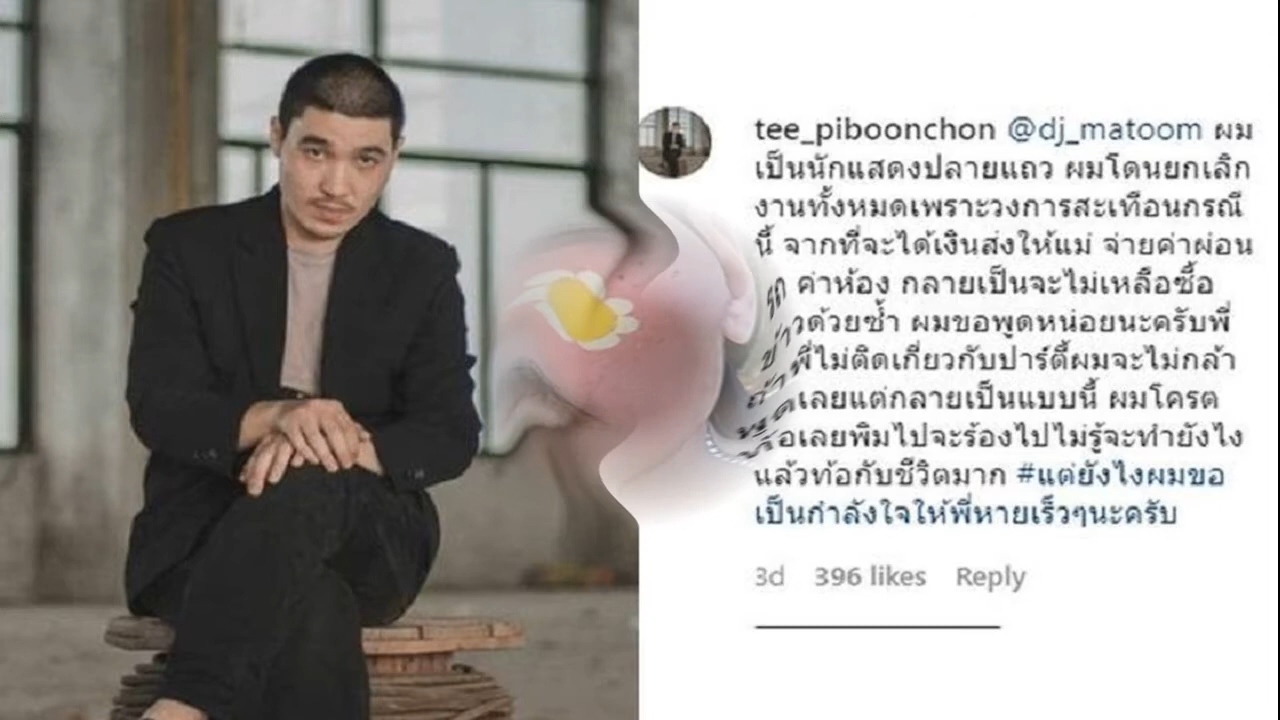 tee_piboonchon @dj_matoom ผม
เป็นนักแสดงปลายแถว ผมโดนยกเลิก
งานทั้งหมดเพราะวงการสะเทือนกรณี
นี้ จากที่จะได้เงินส่งให้แม่ จ่ายค่าผ่อน
รถ ค่าห้อง กลายเป็นจะไม่เหลือซื้อ
ข้าวด้วยซ้ำ ผมขอพูดหน่อยนะครับพี่
ถ้าพี่ไม่ติดเกี่ยวกับปาร์ตี้ผมจะไม่กล้า
พูดเลยแต่กลายเป็นแบบนี้ ผมโครต
เลยพิมไปจะร้องไปไม่รู้จะทำยังไง
แล้วท้อกับชีวิตมาก #แต่ยังไงผมขอ
เป็นกำลังใจให้พี่หายเร็วๆนะครับ
3d 396 likes Reply